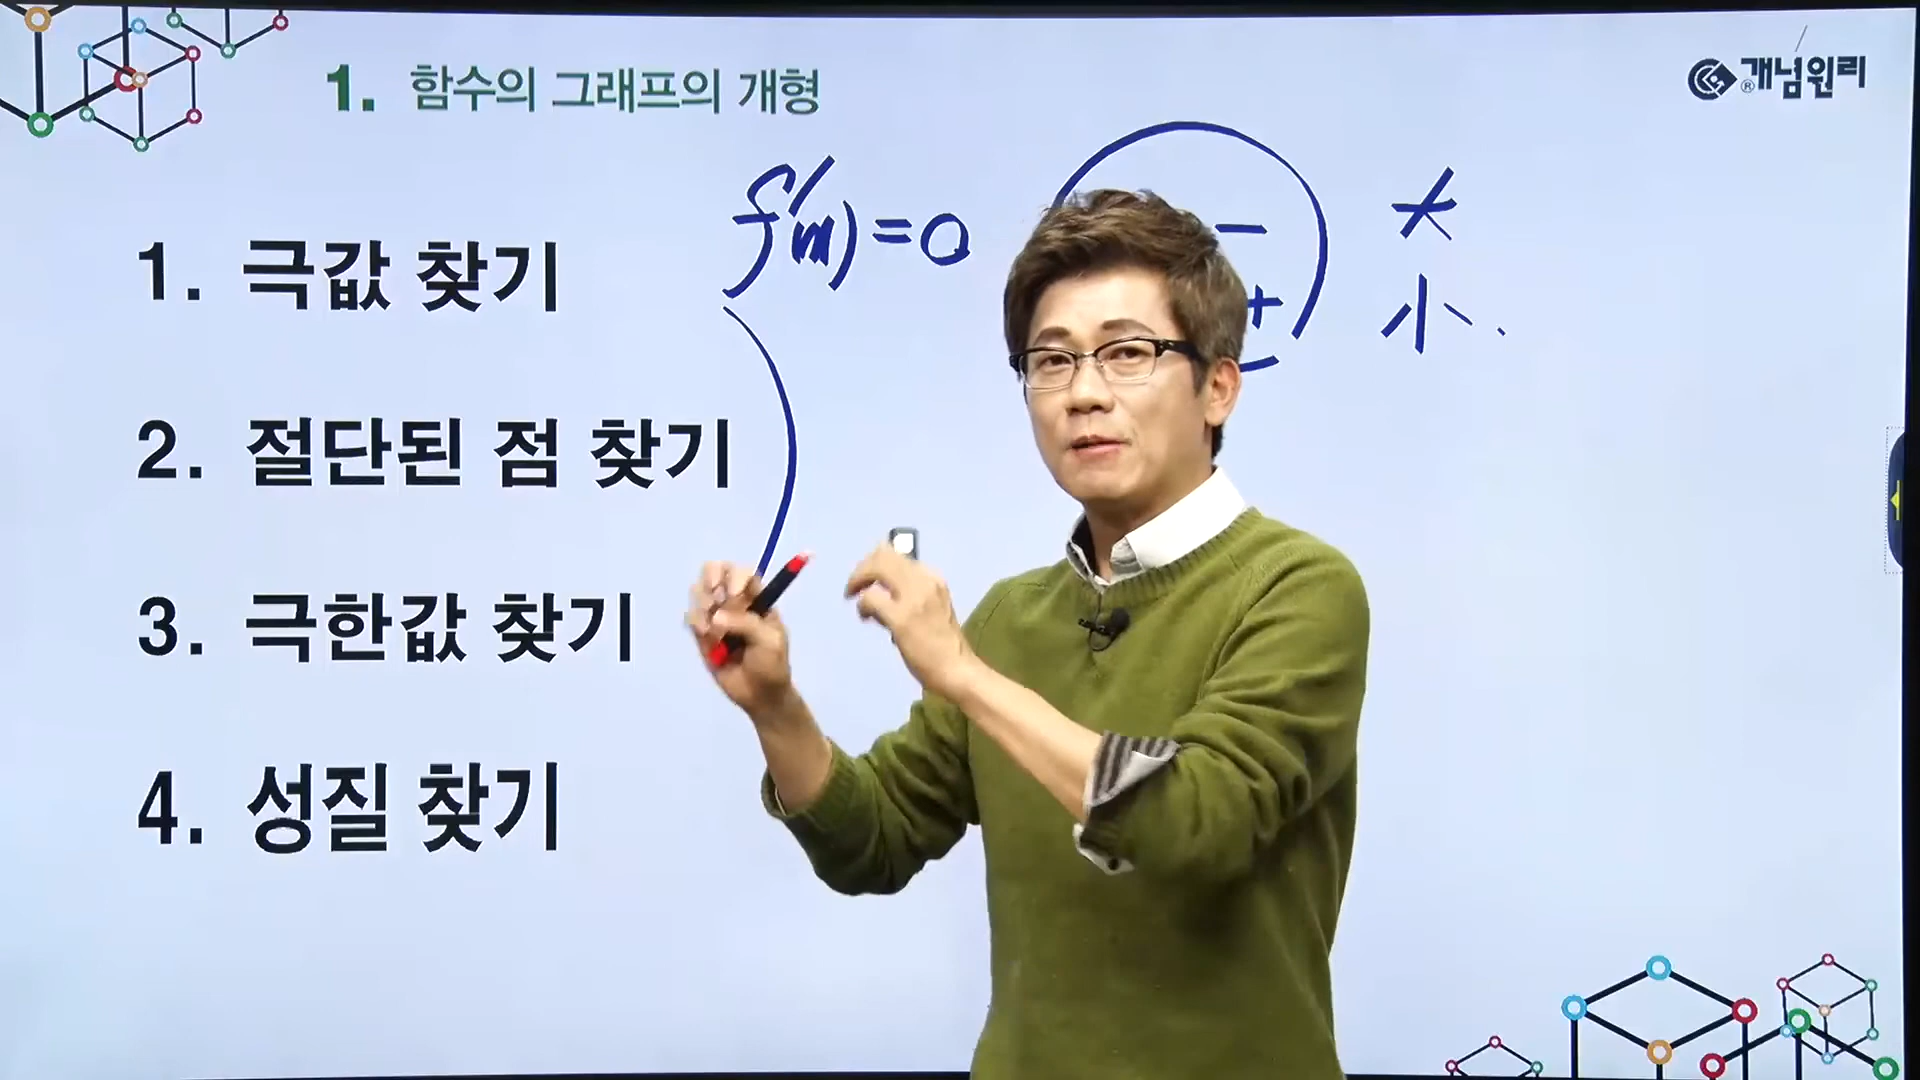 1. 함수의 그래프의 개형
®개념원리
f'(x)=0
− 大
+ 小.
1. 극값 찾기
2. 절단된 점 찾기
3. 극한값 찾기
4. 성질 찾기